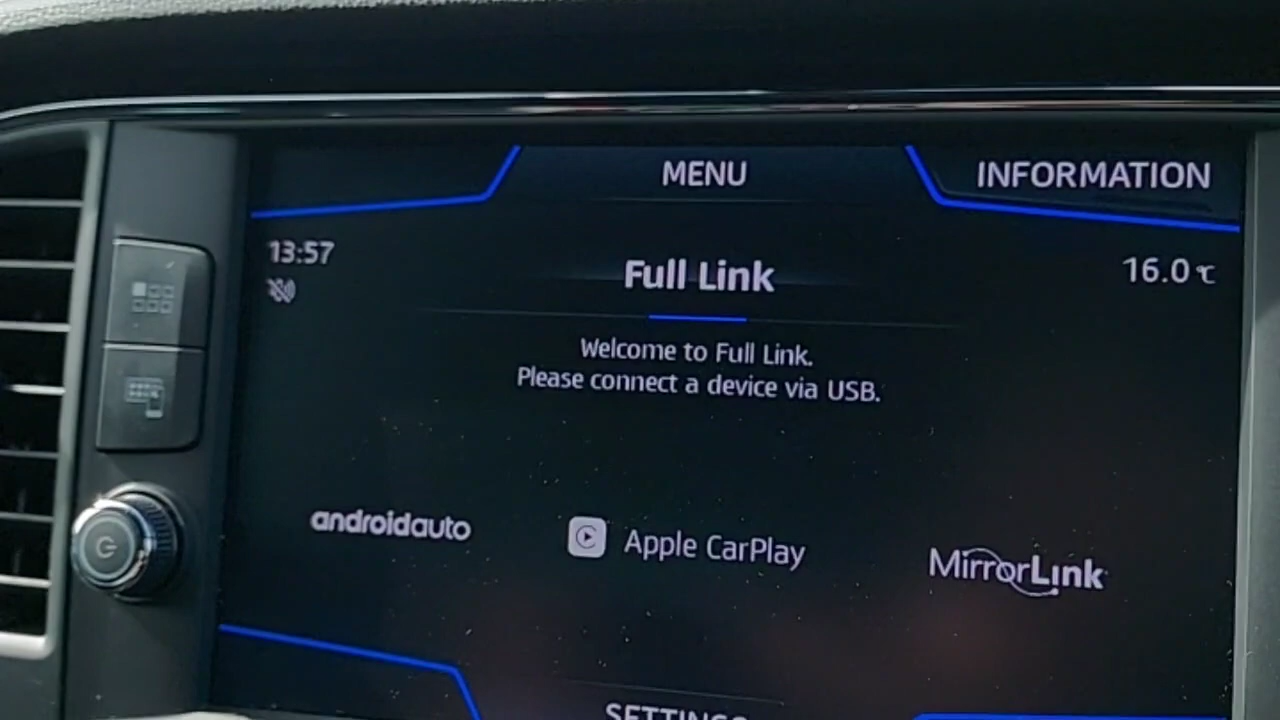 MENU
INFORMATION
13:57
Full Link
16.0 °C
Welcome to Full Link.
Please connect a device via USB.
androidauto
Apple CarPlay
MirrorLink
SETTINGS